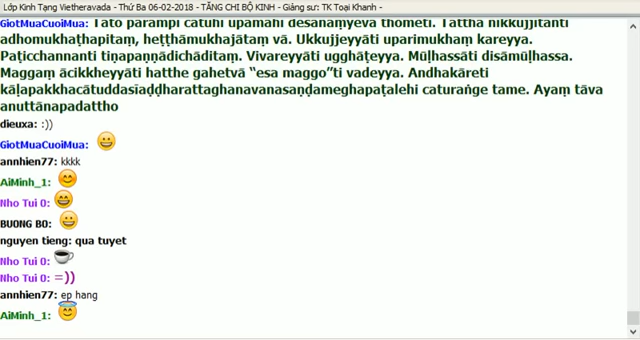 Lớp Kinh Tạng Vietheravada - Thứ Ba 06-02-2018 - TĂNG CHI BỘ KINH - Giảng sư: TK Toại Khanh -
GiotMuaCuoiMua: Tato parampi catūhi upamāhi desanaṃyeva thometi. Tattha nikkujjitanti
adhomukhaṭhapitaṃ, heṭṭhāmukhajātaṃ vā. Ukkujjeyyāti uparimukhaṃ kareyya.
Paṭicchannanti tiṇapaṇṇādichāditaṃ. Vivareyyāti ugghāṭeyya. Mūḷhassāti disāmūḷhassa.
Maggaṃ ācikkheyyāti hatthe gahetvā “esa maggo”ti vadeyya. Andhakāreti
kāḷapakkhacātuddasīaḍḍharattaghanavanasaṇḍameghapaṭalehi caturaṅge tame. Ayaṃ tāva
anuttānapadattho
dieuxa: :))
GiotMuaCuoiMua:
annhien77: kkkk
AiMinh_1:
Nho Tui 0:
BUONG BO:
nguyen tieng: qua tuyet
Nho Tui 0:
Nho Tui 0: =))
annhien77: ep hang
AiMinh_1: